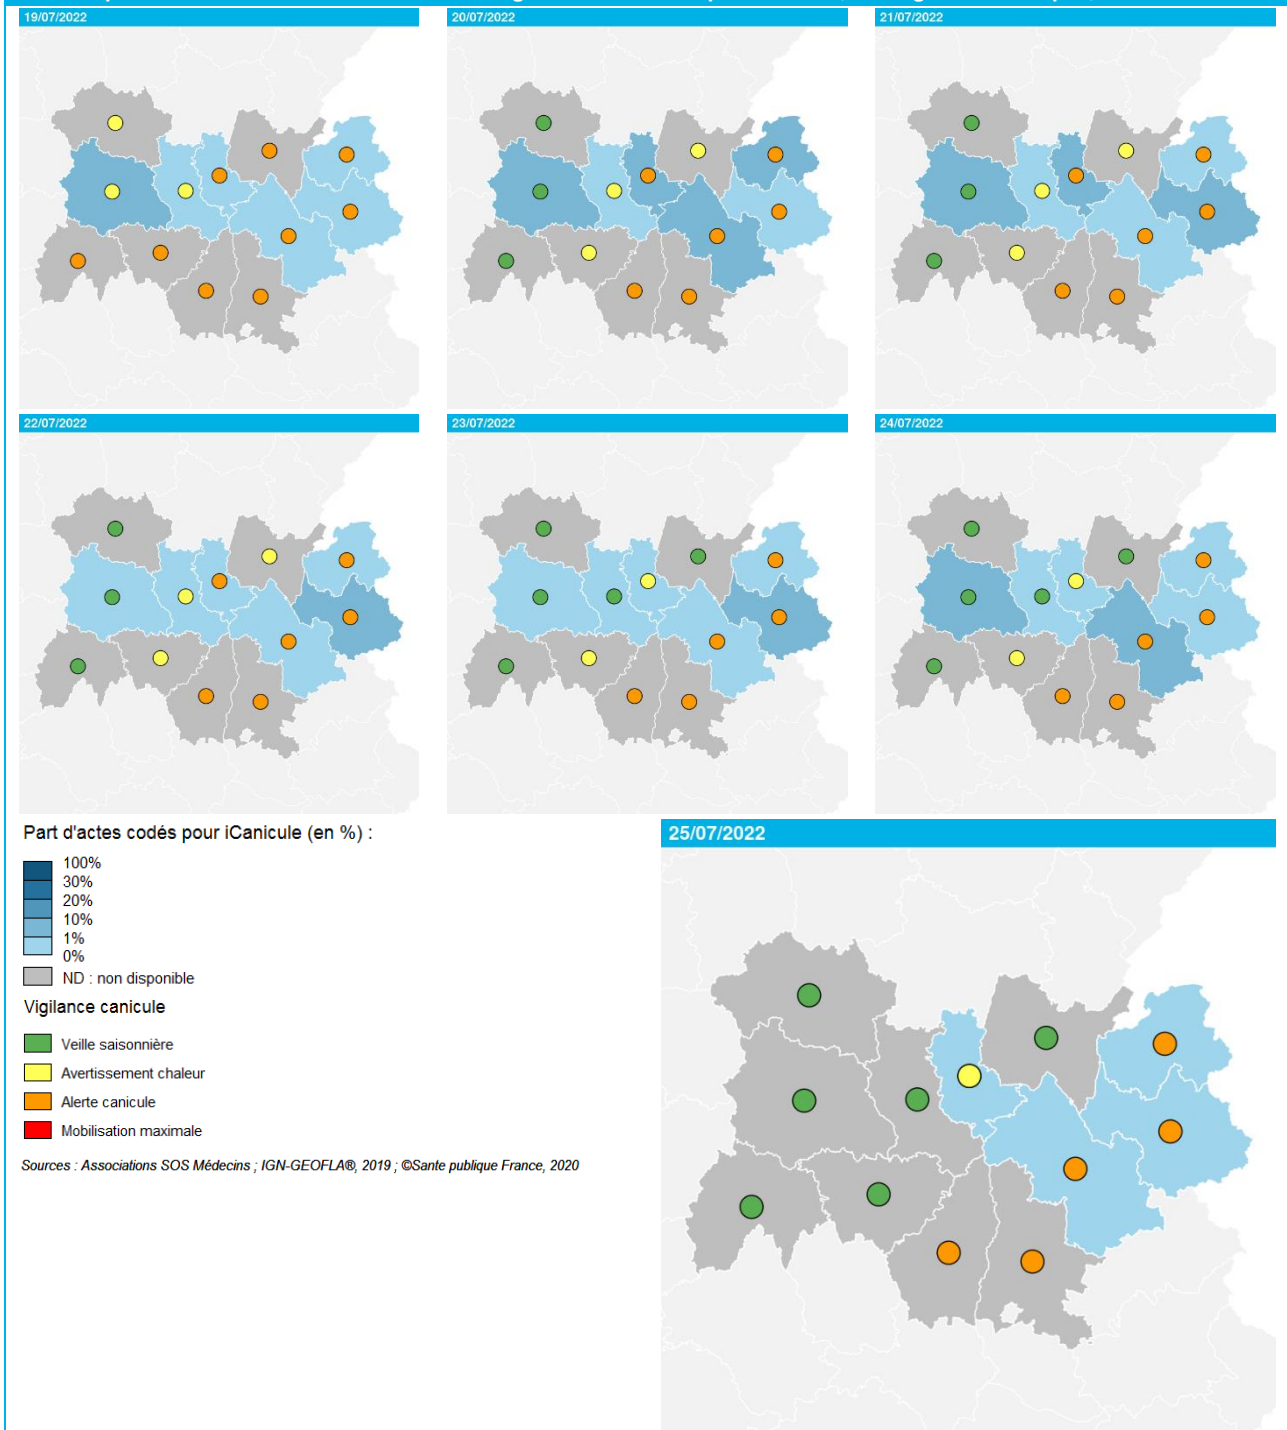 19/07/2022
20/07/2022
21/07/2022
22/07/2022
23/07/2022
24/07/2022
Part d'actes codés pour iCanicule (en %) :
100%
30%
20%
10%
1%
0%
ND : non disponible
Vigilance canicule
Veille saisonnière
Avertissement chaleur
Alerte canicule
Mobilisation maximale
Sources : Associations SOS Médecins ; IGN-GEOFLA®, 2019 ; ©Sante publique France, 2020
25/07/2022